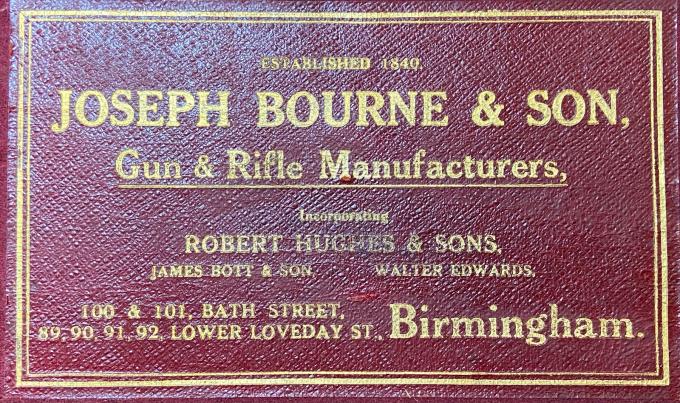 ESTABLISHED 1840.
JOSEPH BOURNE & SON,
Gun & Rifle Manufacturers,
Incorporating
ROBERT HUGHES & SONS,
JAMES BOTT & SON, WALTER EDWARDS,
100 & 101, BATH STREET,
89, 90, 91, 92, LOWER LOVEDAY ST., Birmingham.